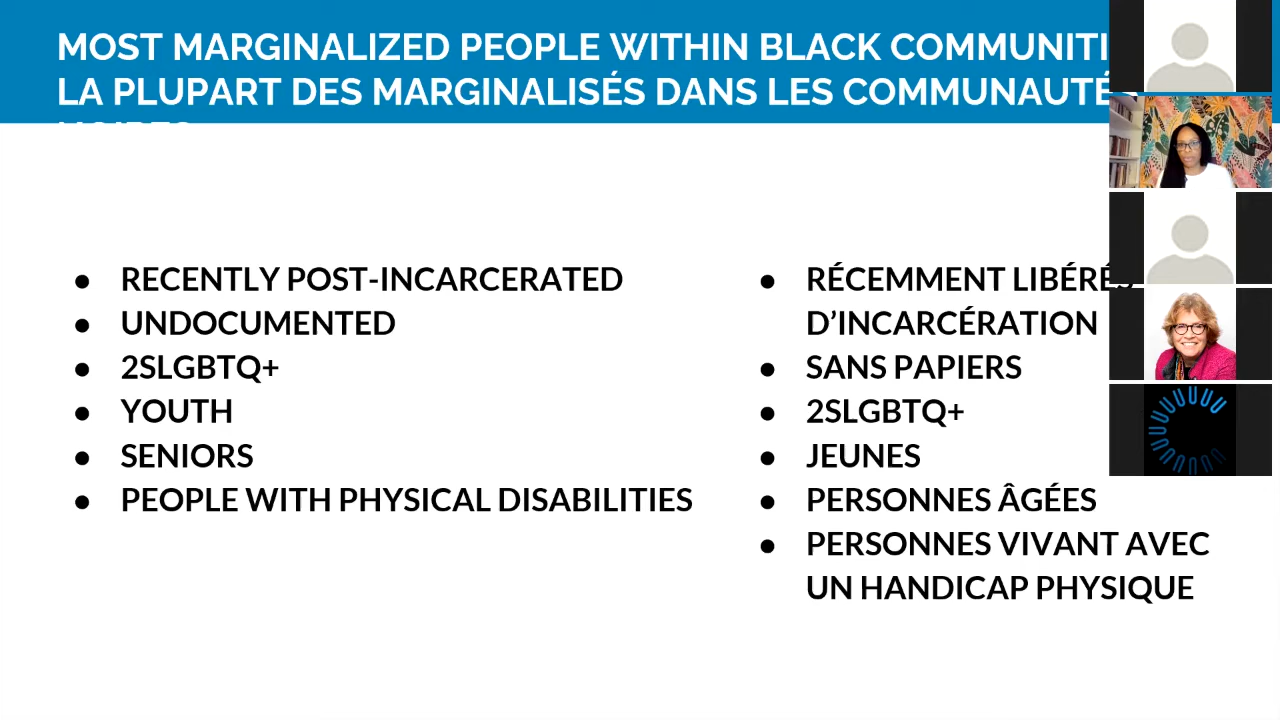 MOST MARGINALIZED PEOPLE WITHIN BLACK COMMUNITI
LA PLUPART DES MARGINALISÉS DANS LES COMMUNAUTÉ
● RECENTLY POST-INCARCERATED
● UNDOCUMENTED
● 2SLGBTQ+
● YOUTH
● SENIORS
● PEOPLE WITH PHYSICAL DISABILITIES
● RÉCEMMENT LIBÉRÉS
D’INCARCÉRATION
● SANS PAPIERS
● 2SLGBTQ+
● JEUNES
● PERSONNES ÂGÉES
● PERSONNES VIVANT AVEC
UN HANDICAP PHYSIQUE